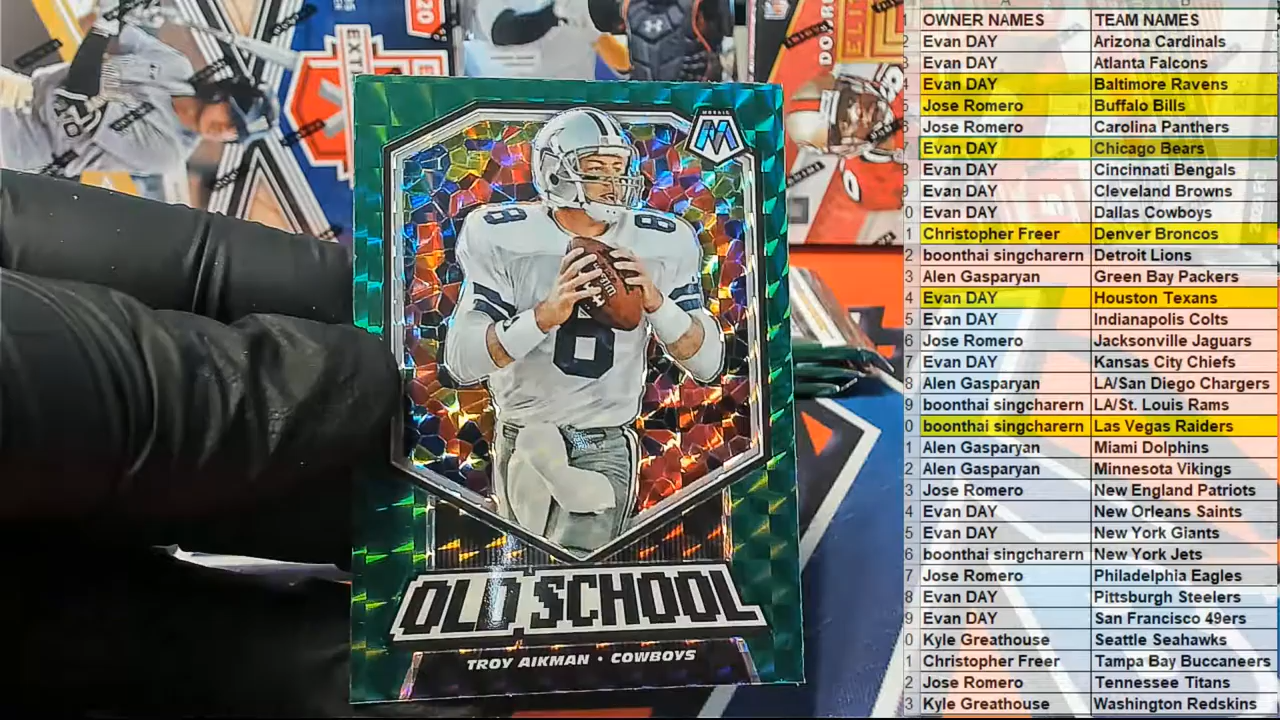 OLD SCHOOL
TROY AIKMAN • COWBOYS
MOSAIC
8 8
8
OWNER NAMES TEAM NAMES
Evan DAY Arizona Cardinals
Evan DAY Atlanta Falcons
Evan DAY Baltimore Ravens
Jose Romero Buffalo Bills
Jose Romero Carolina Panthers
Evan DAY Chicago Bears
Evan DAY Cincinnati Bengals
Evan DAY Cleveland Browns
Evan DAY Dallas Cowboys
Christopher Freer Denver Broncos
boonthai singcharern Detroit Lions
Alen Gasparyan Green Bay Packers
Evan DAY Houston Texans
Evan DAY Indianapolis Colts
Jose Romero Jacksonville Jaguars
Evan DAY Kansas City Chiefs
Alen Gasparyan LA/San Diego Chargers
boonthai singcharern LA/St. Louis Rams
boonthai singcharern Las Vegas Raiders
Alen Gasparyan Miami Dolphins
Alen Gasparyan Minnesota Vikings
Jose Romero New England Patriots
Evan DAY New Orleans Saints
Evan DAY New York Giants
boonthai singcharern New York Jets
Jose Romero Philadelphia Eagles
Evan DAY Pittsburgh Steelers
Evan DAY San Francisco 49ers
Kyle Greathouse Seattle Seahawks
Christopher Freer Tampa Bay Buccaneers
Jose Romero Tennessee Titans
Kyle Greathouse Washington Redskins